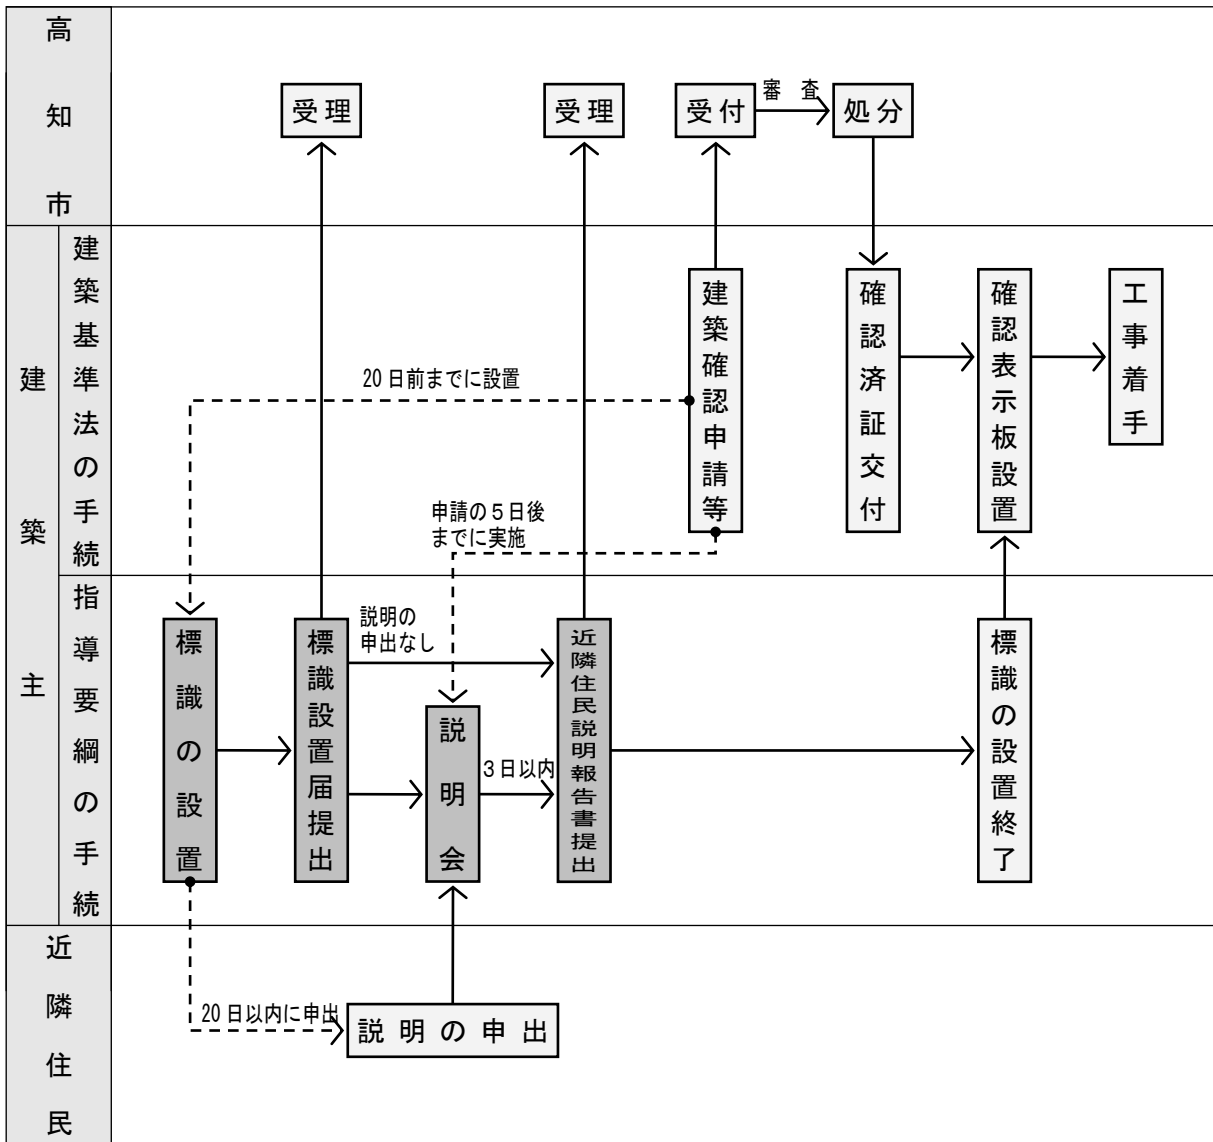 高知市
受理
受理
受付
審査
処分
建築主
建築基準法の手続
建築確認申請等
確認済証交付
確認表示板設置
工事着手
20日前までに設置
申請の5日後
までに実施
指導要綱の手続
標識の設置
標識設置届提出
説明の
申出なし
説明会
3日以内
近隣住民説明報告書提出
標識の設置終了
近隣住民
20日以内に申出
説明の申出